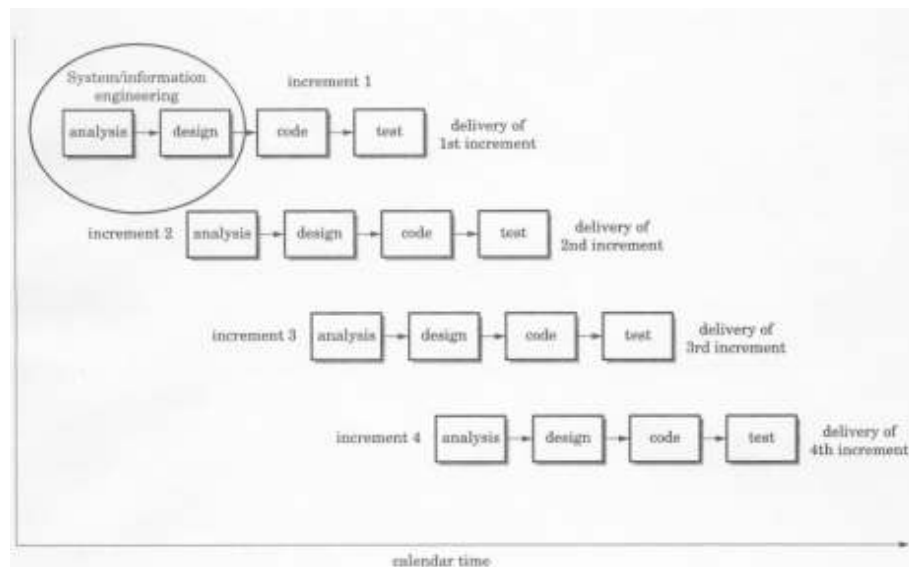 System/information
engineering
increment 1
analysis
design
code
test
delivery of
1st increment
increment 2
analysis
design
code
test
delivery of
2nd increment
increment 3
analysis
design
code
test
delivery of
3rd increment
increment 4
analysis
design
code
test
delivery of
4th increment
calendar time